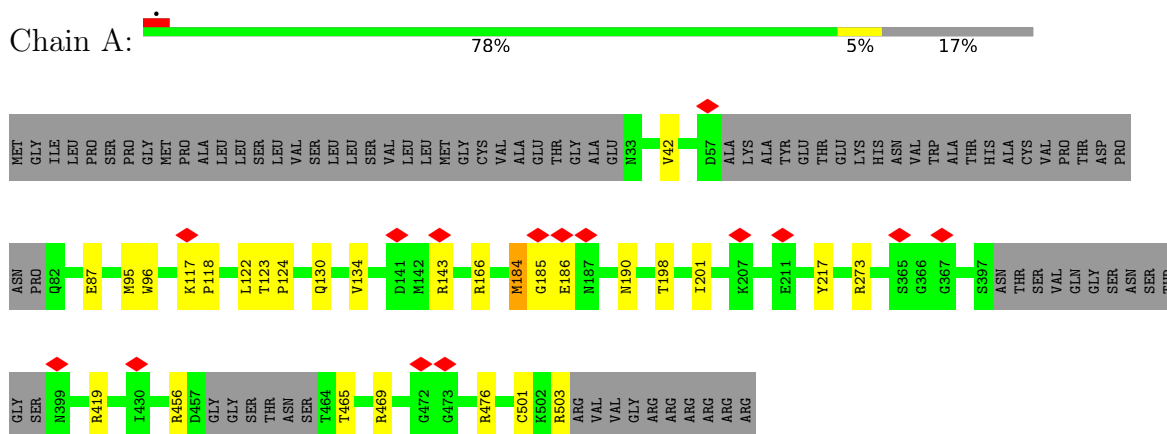 Chain A:
78% 5% 17%
MET GLY ILE LEU PRO SER PRO GLY MET PRO ALA LEU LEU SER LEU VAL SER LEU LEU SER VAL LEU LEU MET GLY CYS VAL ALA GLU THR GLY ALA GLU N33 V42 D57 ALA LYS ALA TYR GLU THR GLU LYS HIS ASN VAL TRP ALA THR HIS ALA CYS VAL PRO THR ASP PRO
ASN PRO Q82 E87 M95 W96 K117 P118 L122 T123 P124 Q130 V134 D141 M142 R143 R166 M184 G185 E186 N187 N190 T198 I201 K207 E211 Y217 R273 S365 G366 G367 S397 ASN THR SER VAL GLN GLY SER ASN SER
GLY SER N399 R419 I430 R456 D457 GLY GLY SER THR ASN SER T464 T465 R469 G472 G473 R476 C501 K502 R503 ARG VAL VAL GLY ARG ARG ARG ARG ARG ARG